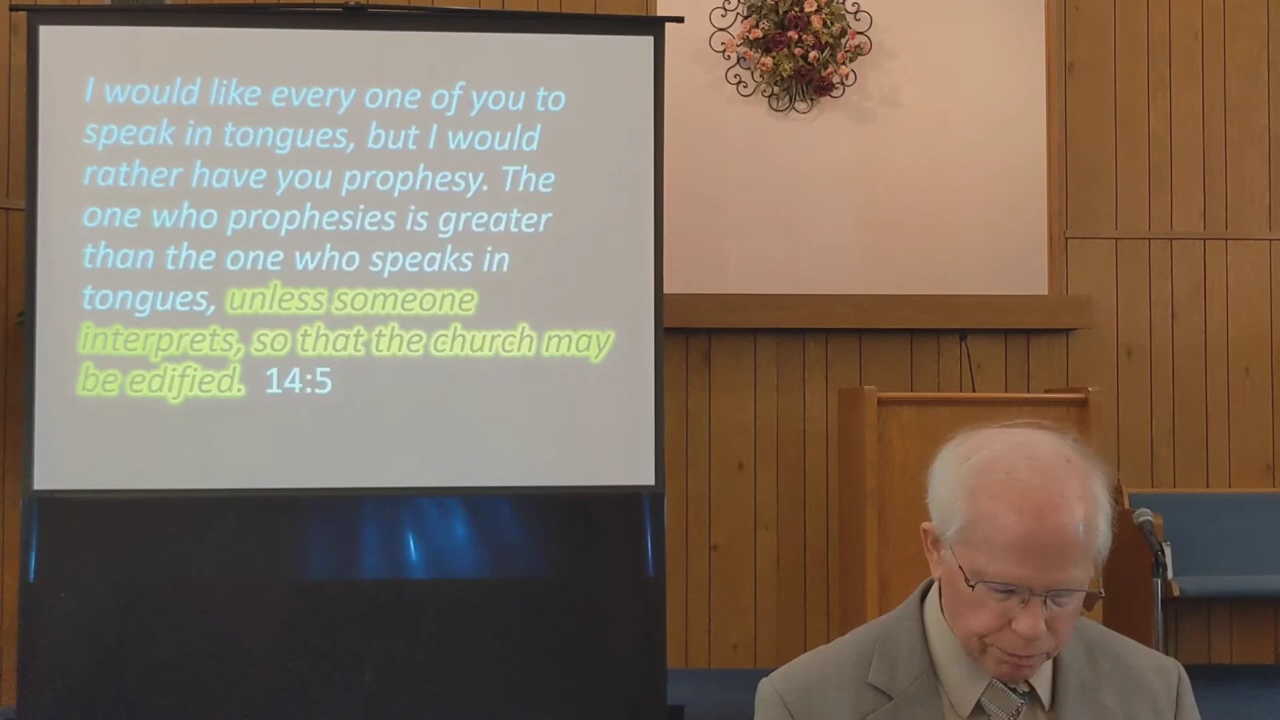 I would like every one of you to
speak in tongues, but I would
rather have you prophesy. The
one who prophesies is greater
than the one who speaks in
tongues, unless someone
interprets, so that the church may
be edified. 14:5